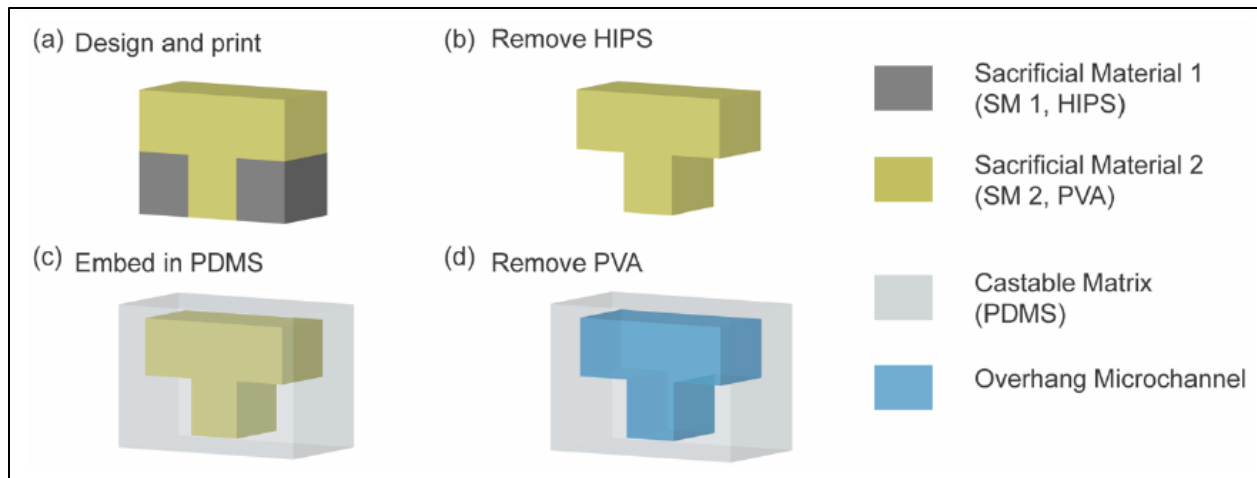 (a) Design and print
(b) Remove HIPS
Sacrificial Material 1
(SM 1, HIPS)
Sacrificial Material 2
(SM 2, PVA)
(c) Embed in PDMS
(d) Remove PVA
Castable Matrix
(PDMS)
Overhang Microchannel